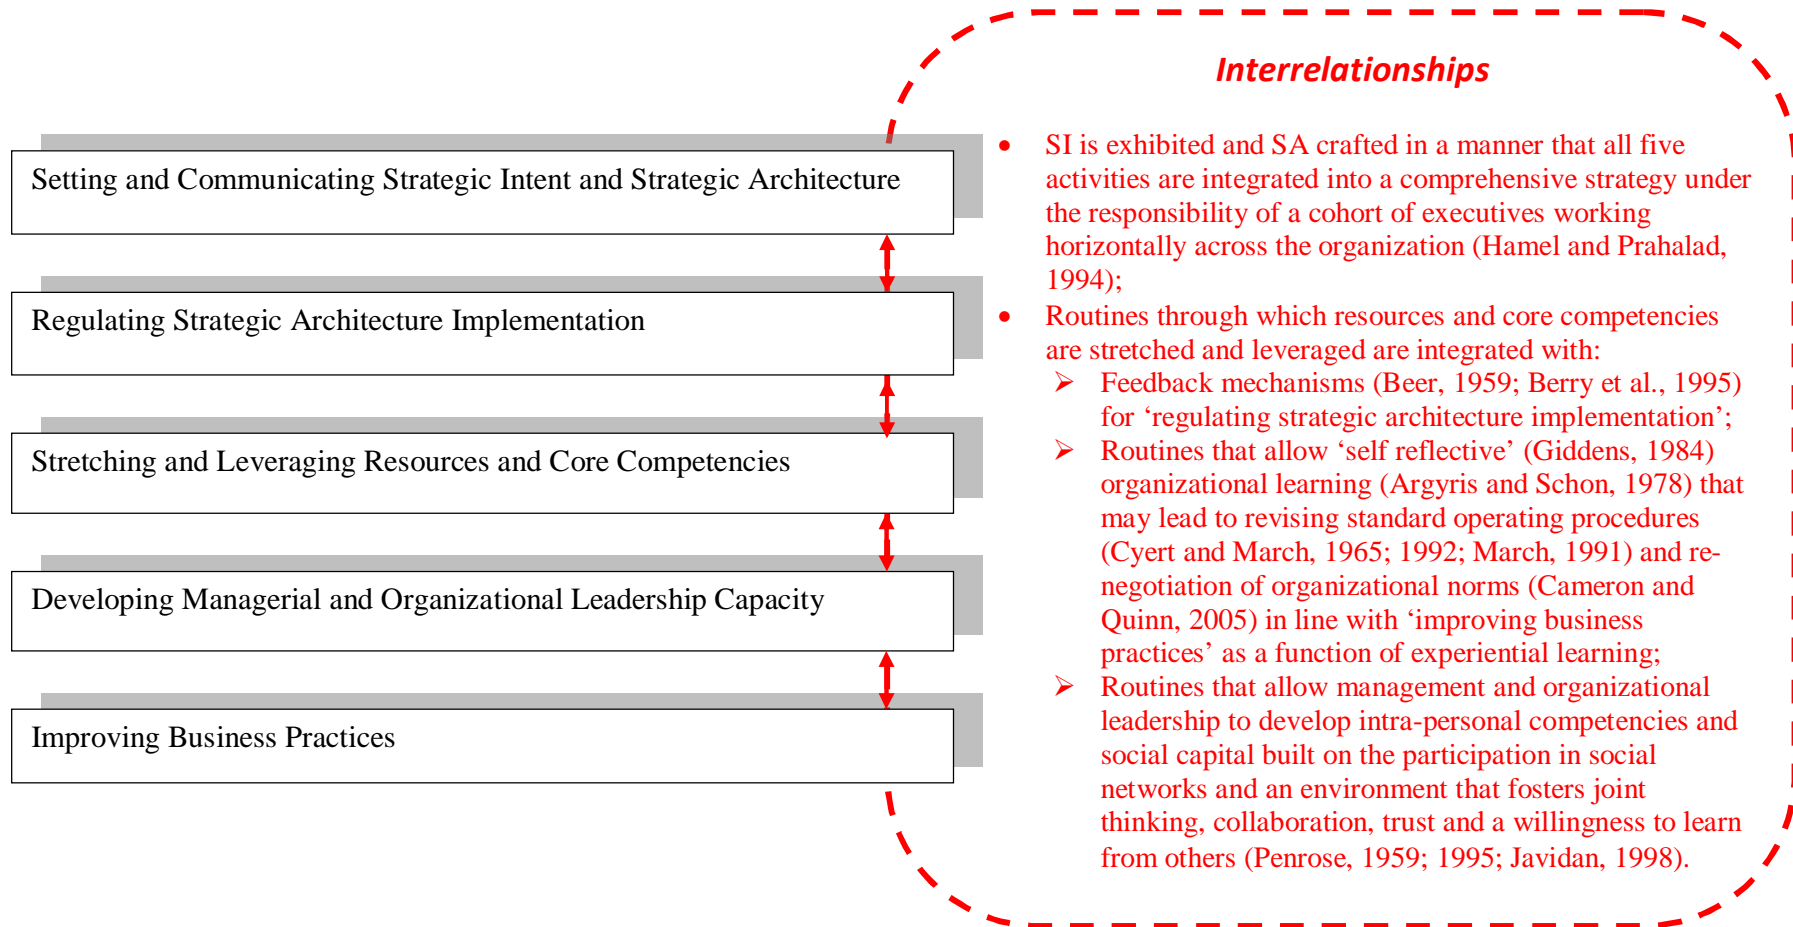 Setting and Communicating Strategic Intent and Strategic Architecture
Regulating Strategic Architecture Implementation
Stretching and Leveraging Resources and Core Competencies
Developing Managerial and Organizational Leadership Capacity
Improving Business Practices
Interrelationships
• SI is exhibited and SA crafted in a manner that all five
activities are integrated into a comprehensive strategy under
the responsibility of a cohort of executives working
horizontally across the organization (Hamel and Prahalad,
1994);
• Routines through which resources and core competencies
are stretched and leveraged are integrated with:
➢ Feedback mechanisms (Beer, 1959; Berry et al., 1995)
for ‘regulating strategic architecture implementation’;
➢ Routines that allow ‘self reflective’ (Giddens, 1984)
organizational learning (Argyris and Schon, 1978) that
may lead to revising standard operating procedures
(Cyert and March, 1965; 1992; March, 1991) and re-
negotiation of organizational norms (Cameron and
Quinn, 2005) in line with ‘improving business
practices’ as a function of experiential learning;
➢ Routines that allow management and organizational
leadership to develop intra-personal competencies and
social capital built on the participation in social
networks and an environment that fosters joint
thinking, collaboration, trust and a willingness to learn
from others (Penrose, 1959; 1995; Javidan, 1998).